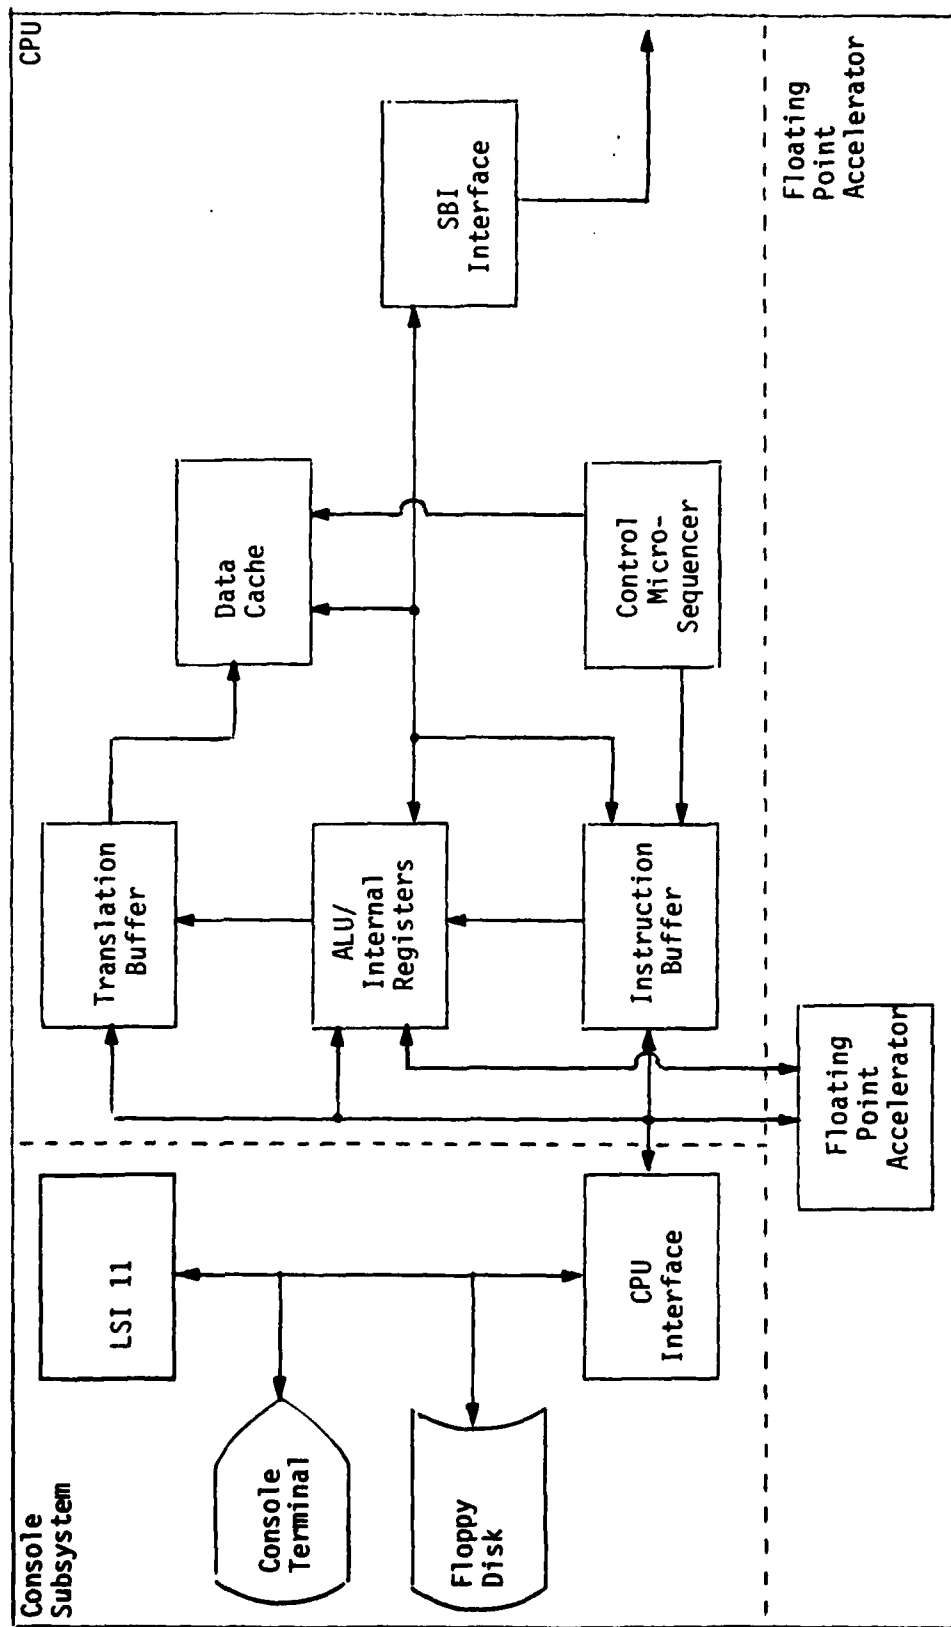 Console
Subsystem
CPU
LSI 11
Translation
Buffer
Data
Cache
Console
Terminal
ALU/
Internal
Registers
SBI
Interface
Floppy
Disk
CPU
Interface
Instruction
Buffer
Control
Micro-
Sequencer
Floating
Point
Accelerator
Floating
Point
Accelerator